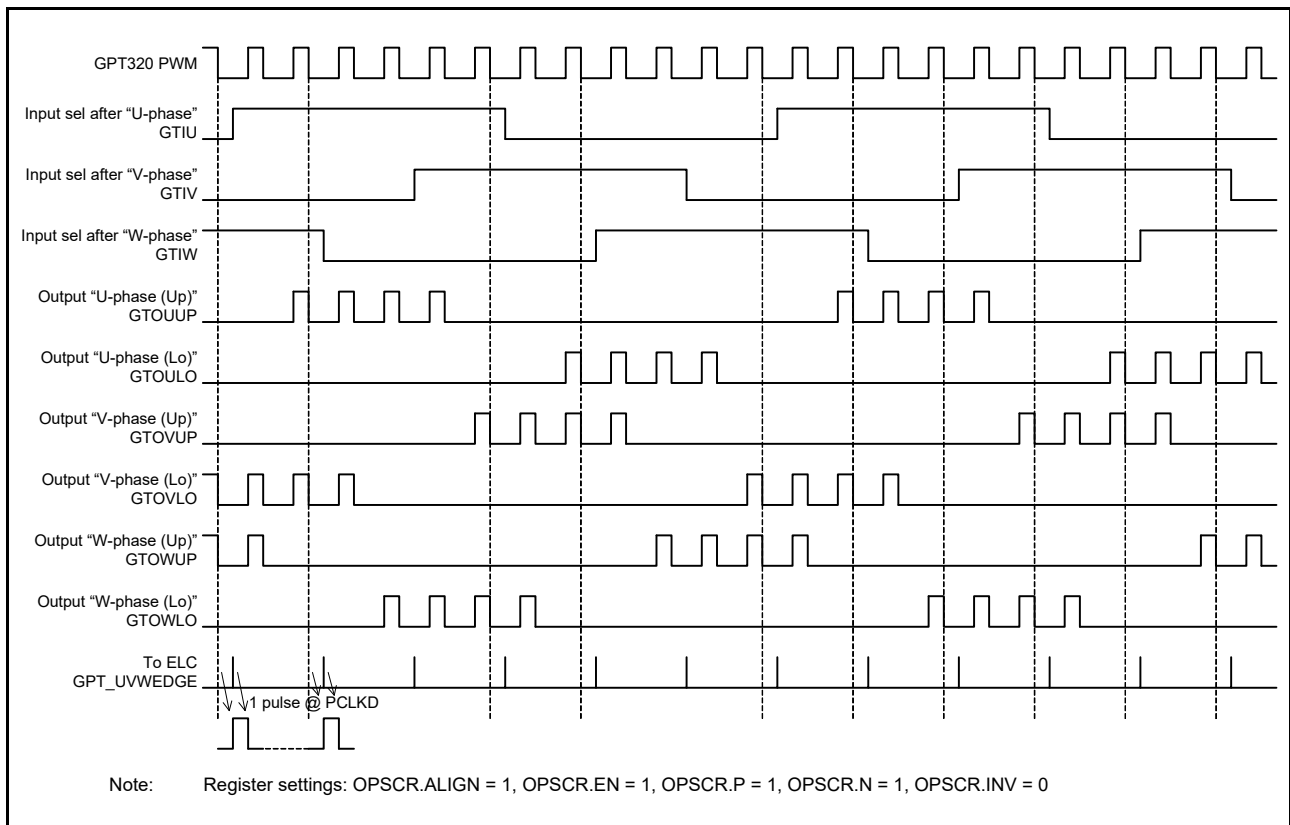 GPT320 PWM
Input sel after “U-phase”
GTIU
Input sel after “V-phase”
GTIV
Input sel after “W-phase”
GTIW
Output “U-phase (Up)”
GTOUUP
Output “U-phase (Lo)”
GTOULO
Output “V-phase (Up)”
GTOVUP
Output “V-phase (Lo)”
GTOVLO
Output “W-phase (Up)”
GTOWUP
Output “W-phase (Lo)”
GTOWLO
To ELC
GPT_UVWEDGE
1 pulse @ PCLKD
Note: Register settings: OPSCR.ALIGN = 1, OPSCR.EN = 1, OPSCR.P = 1, OPSCR.N = 1, OPSCR.INV = 0